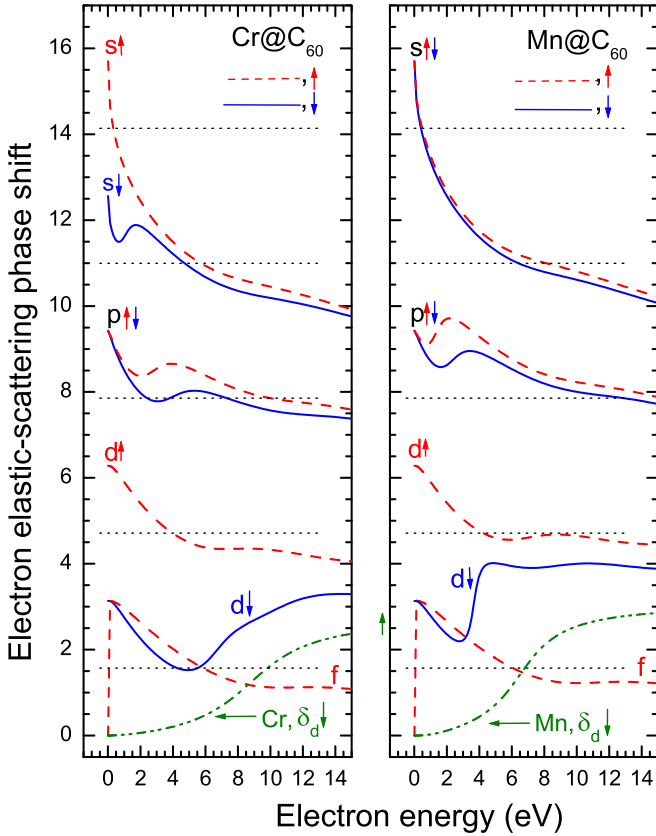 Electron elastic-scattering phase shift
16
14
12
10
8
6
4
2
0
Cr@C60
s↑
, ↑
, ↓
s↓
p↑↓
d↑
d↓
f
Cr, δd↓
0 2 4 6 8 10 12 14
Mn@C60
s↑↓
, ↑
, ↓
p↑↓
d↑
d↓
↑
f
Mn, δd↓
0 2 4 6 8 10 12 14
Electron energy (eV)